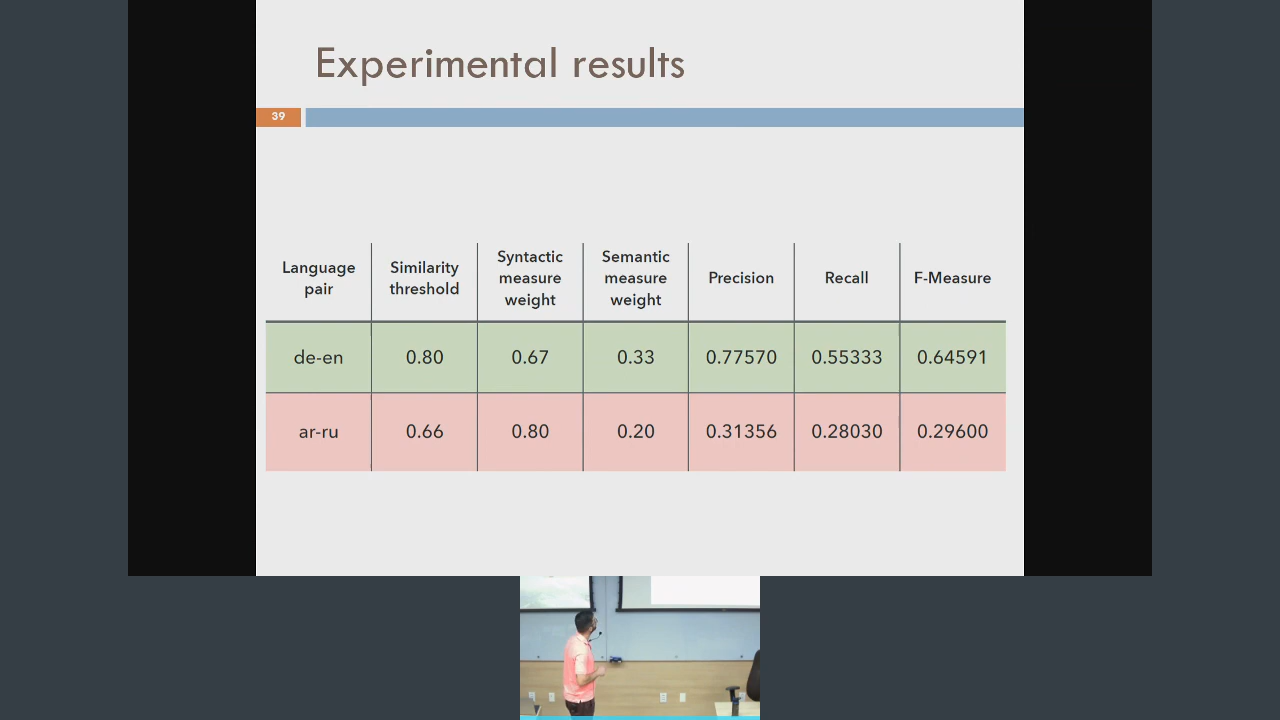 Experimental results
39
Language pair
Similarity threshold
Syntactic measure weight
Semantic measure weight
Precision
Recall
F-Measure
de-en 0.80 0.67 0.33 0.77570 0.55333 0.64591
ar-ru 0.66 0.80 0.20 0.31356 0.28030 0.29600